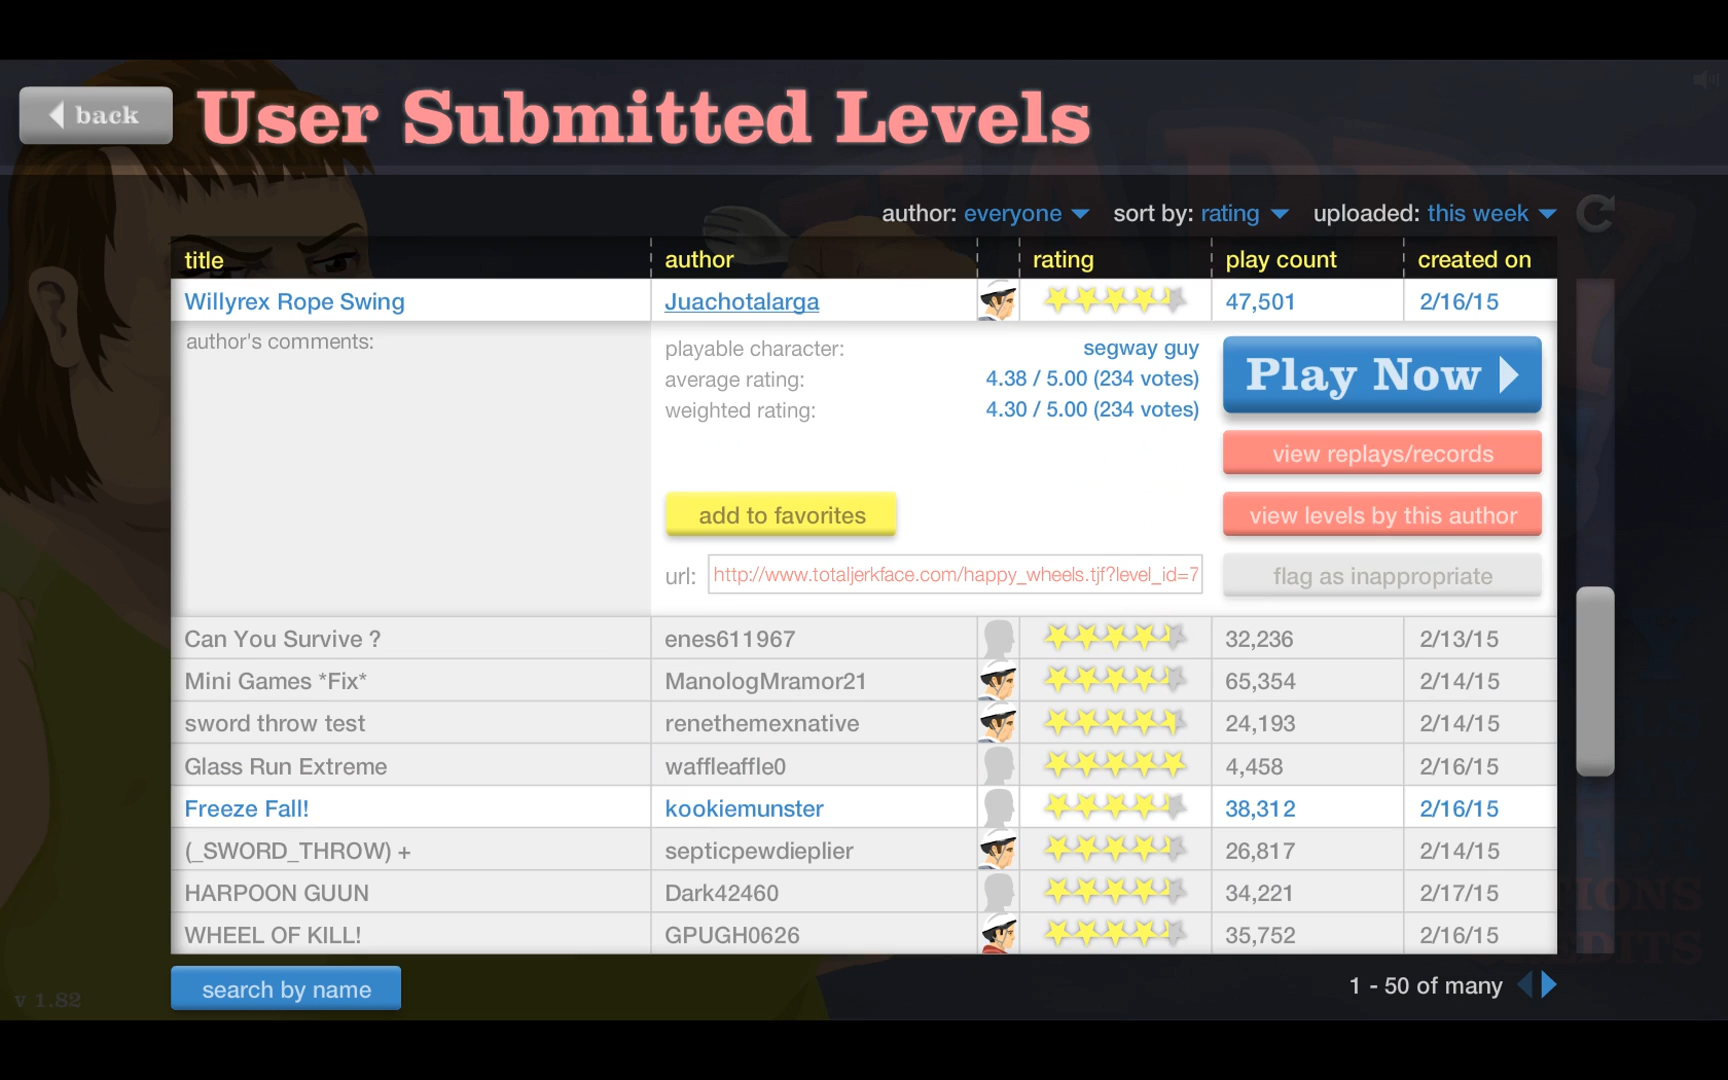 back
User Submitted Levels
author: everyone sort by: rating uploaded: this week
title author rating play count created on
Willyrex Rope Swing Juachotalarga 47,501 2/16/15
author's comments:
playable character: segway guy
average rating: 4.38 / 5.00 (234 votes)
weighted rating: 4.30 / 5.00 (234 votes)
Play Now
view replays/records
add to favorites
view levels by this author
url: http://www.totaljerkface.com/happy_wheels.tjf?level_id=7
flag as inappropriate
Can You Survive ? enes611967 32,236 2/13/15
Mini Games *Fix* ManologMramor21 65,354 2/14/15
sword throw test renethemexnative 24,193 2/14/15
Glass Run Extreme waffleaffle0 4,458 2/16/15
Freeze Fall! kookiemunster 38,312 2/16/15
(_SWORD_THROW) + septicpewdieplier 26,817 2/14/15
HARPOON GUUN Dark42460 34,221 2/17/15
WHEEL OF KILL! GPUGH0626 35,752 2/16/15
search by name
1 - 50 of many
v 1.82